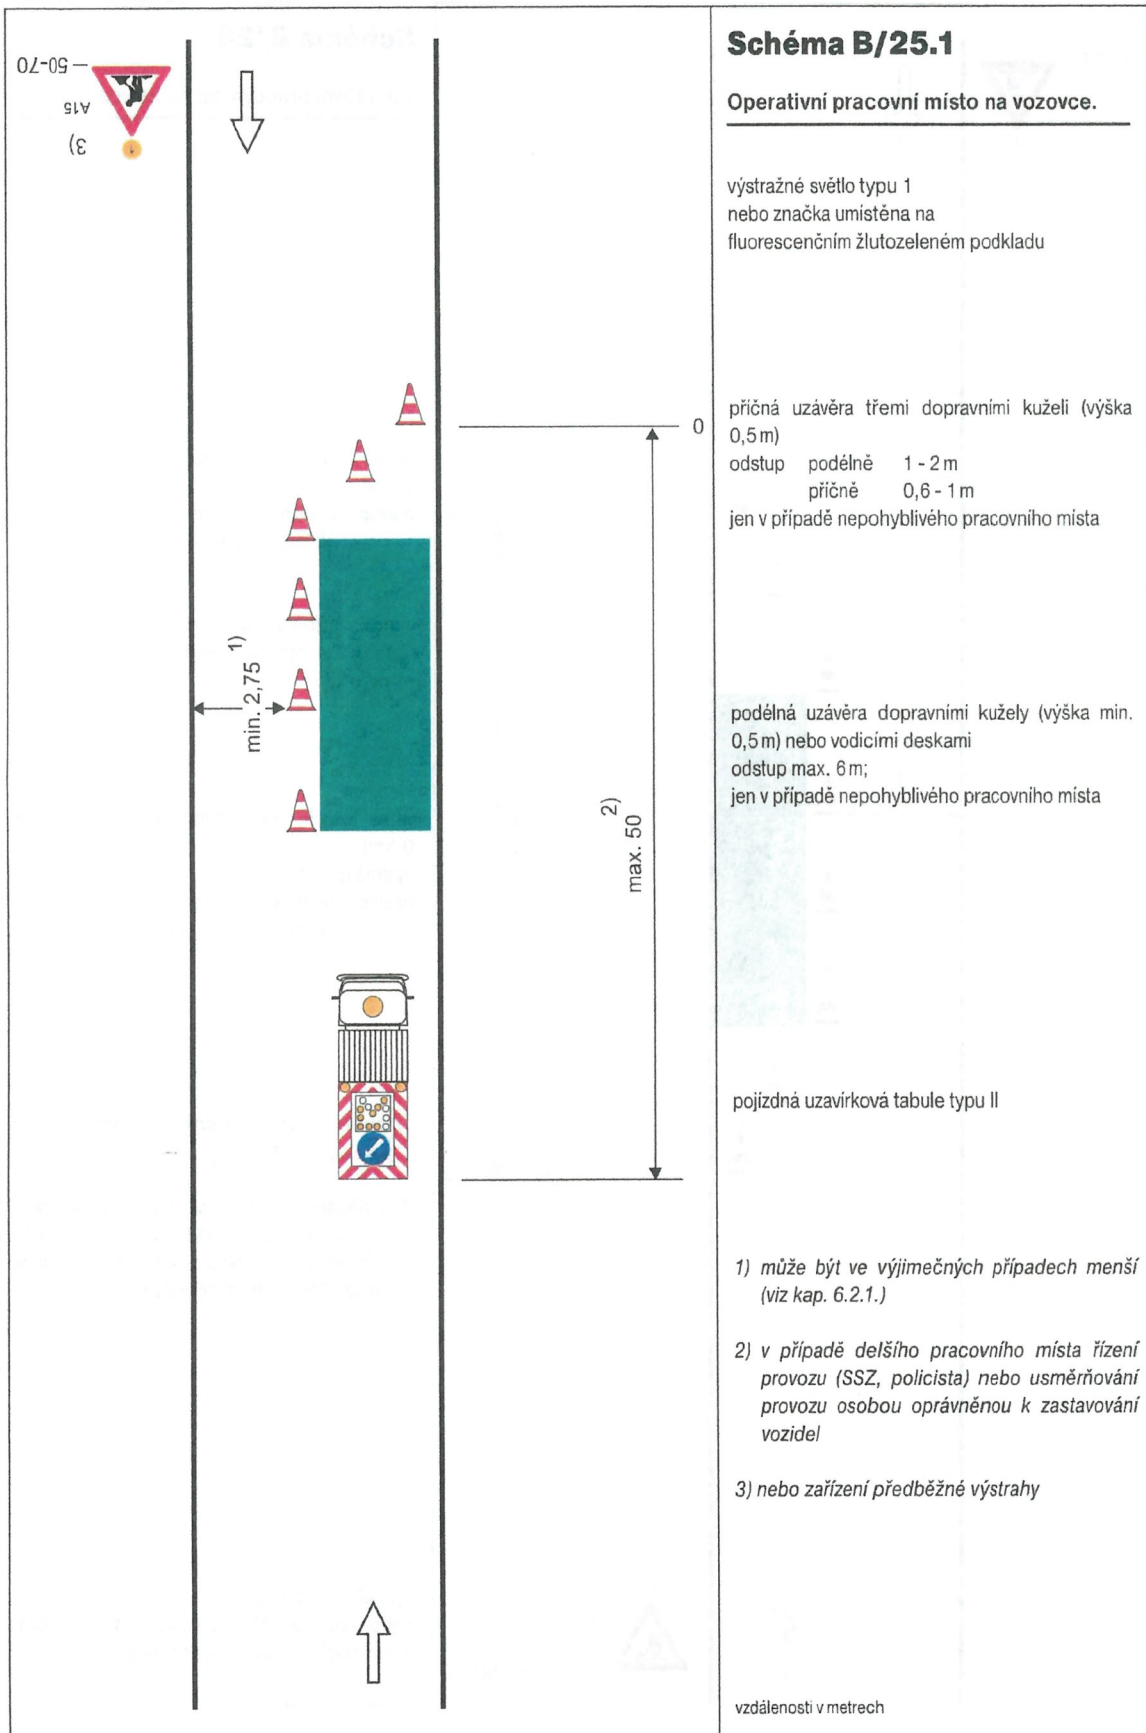 50-70
A15
3)
Schéma B/25.1
Operativní pracovní místo na vozovce.
výstražné světlo typu 1
nebo značka umístěna na
fluorescenčním žlutozeleném podkladu
0
příčná uzávěra třemi dopravními kuželi (výška
0,5 m)
odstup podélně 1 - 2 m
příčně 0,6 - 1 m
jen v případě nepohyblivého pracovního místa
min. 2,75 1)
max. 50 2)
podélná uzávěra dopravními kužely (výška min.
0,5 m) nebo vodicími deskami
odstup max. 6 m;
jen v případě nepohyblivého pracovního místa
pojízdná uzavírková tabule typu II
1) může být ve výjimečných případech menší
(viz kap. 6.2.1.)
2) v případě delšího pracovního místa řízení
provozu (SSZ, policista) nebo usměrňování
provozu osobou oprávněnou k zastavování
vozidel
3) nebo zařízení předběžné výstrahy
vzdálenosti v metrech